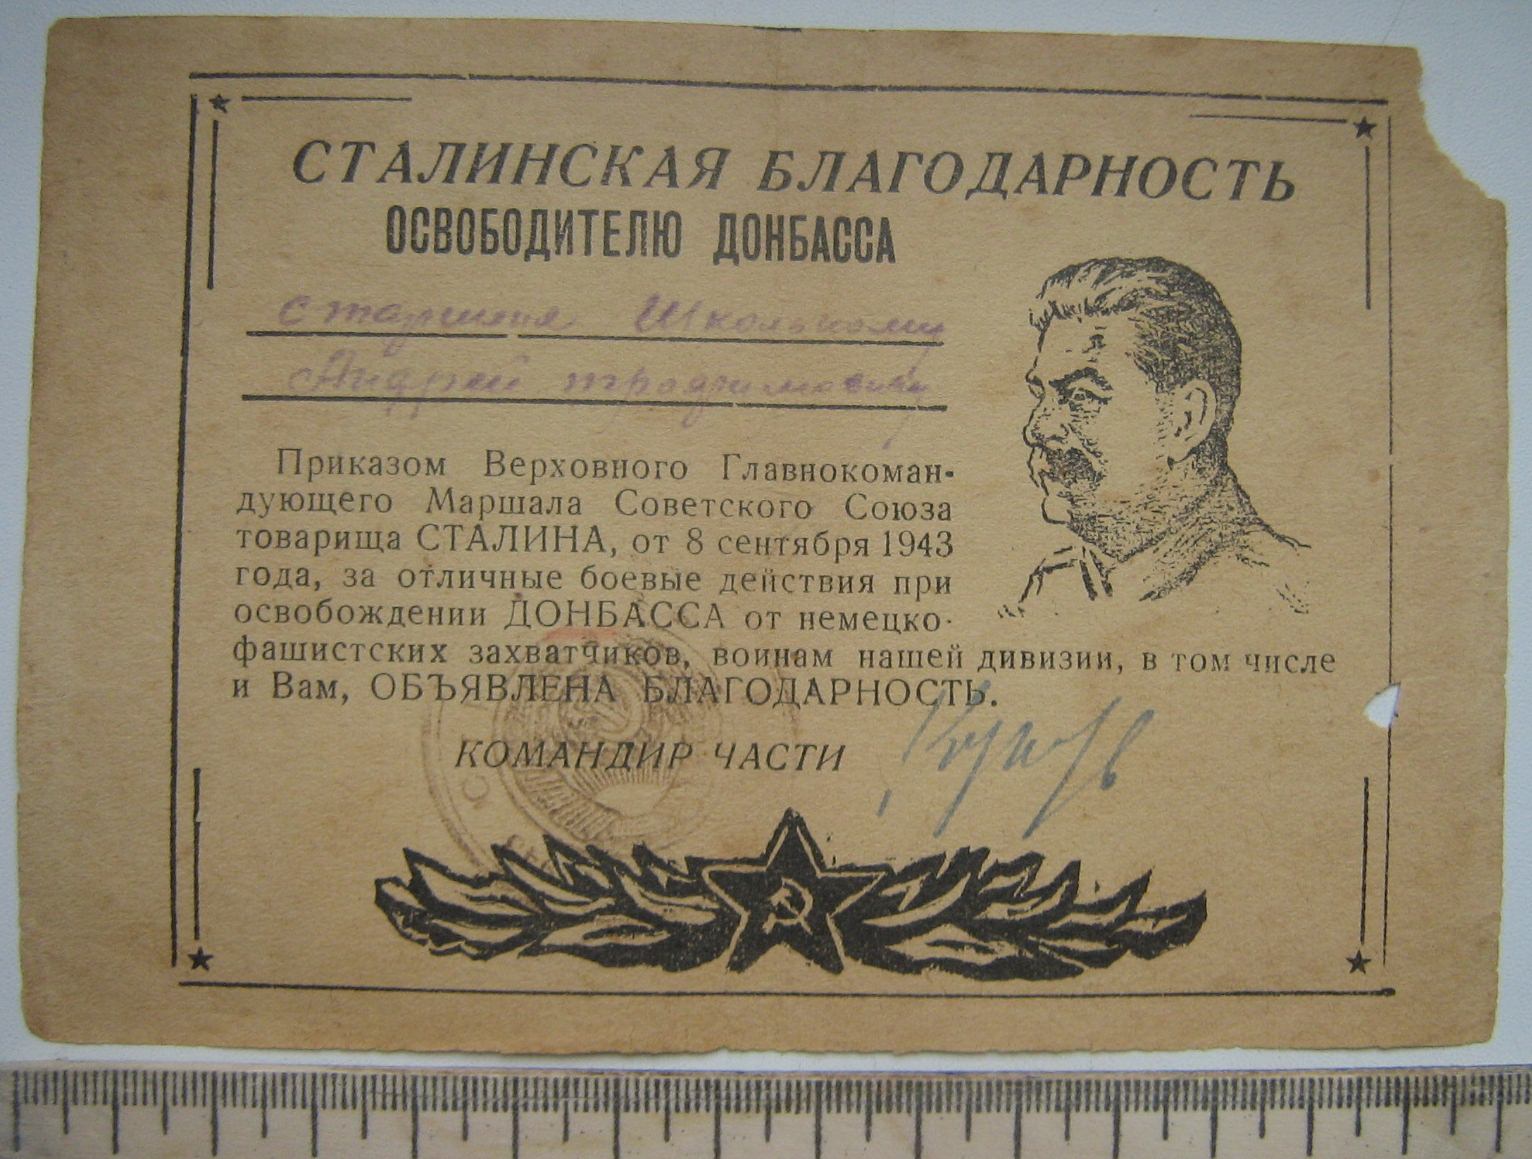 СТАЛИНСКАЯ БЛАГОДАРНОСТЬ
ОСВОБОДИТЕЛЮ ДОНБАССА
Школьному
Андрей
Приказом Верховного Главнокоман-
дующего Маршала Советского Союза
товарища СТАЛИНА, от 8 сентября 1943
года, за отличные боевые действия при
освобождении ДОНБАССА от немецко-
фашистских захватчиков, воинам нашей дивизии, в том числе
и Вам, ОБЪЯВЛЕНА БЛАГОДАРНОСТЬ.
КОМАНДИР ЧАСТИ